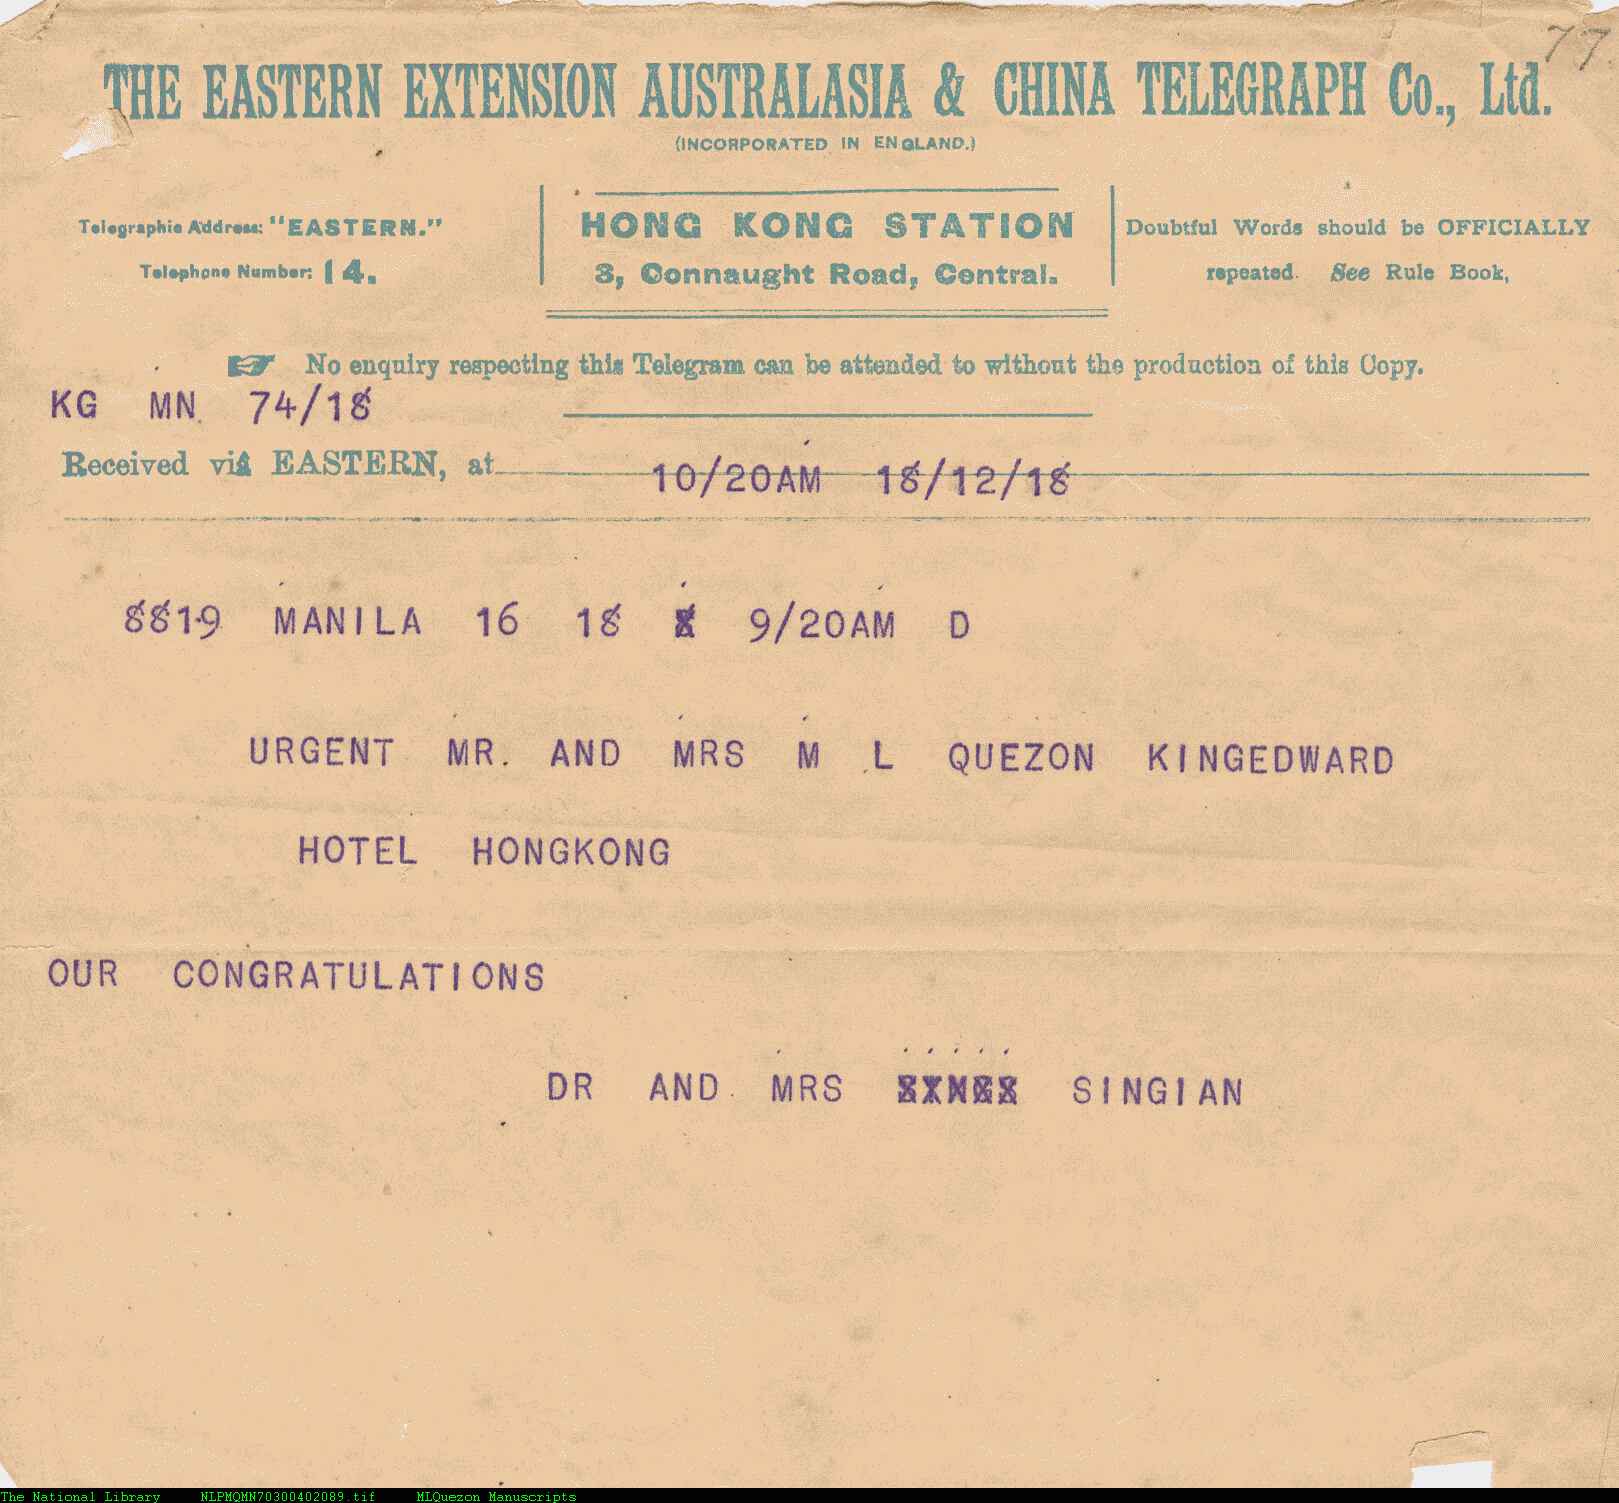 77.
THE EASTERN EXTENSION AUSTRALASIA & CHINA TELEGRAPH Co., Ltd.
(INCORPORATED IN ENGLAND.)
Telegraphic Address: "EASTERN."
Telephone Number: 14.
HONG KONG STATION
3, Connaught Road, Central.
Doubtful Words should be OFFICIALLY
repeated. See Rule Book,
No enquiry respecting this Telegram can be attended to without the production of this Copy.
KG MN 74/18
Received viâ EASTERN, at 10/20AM 18/12/18
8819 MANILA 16 18 9/20AM D
URGENT MR. AND MRS M L QUEZON KINGEDWARD
HOTEL HONGKONG
OUR CONGRATULATIONS
DR AND MRS SINGIAN
The National Library NLPMQMN70300402089.tif MLQuezon Manuscripts